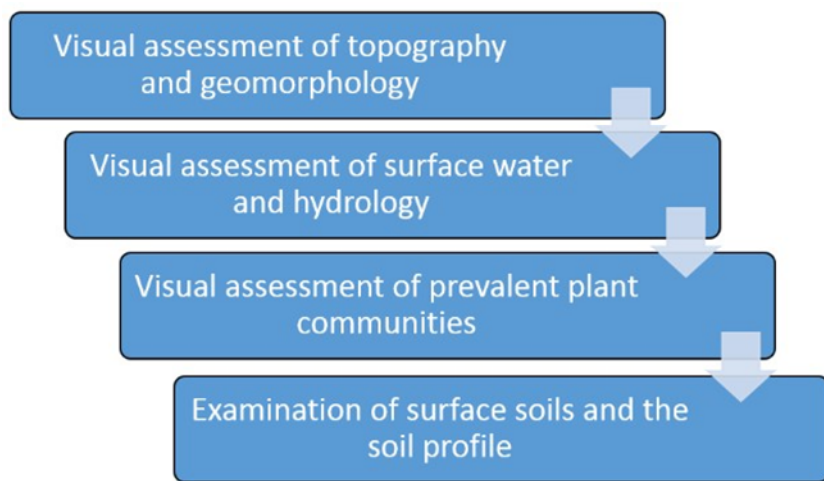 Visual assessment of topography
and geomorphology
Visual assessment of surface water
and hydrology
Visual assessment of prevalent plant
communities
Examination of surface soils and the
soil profile